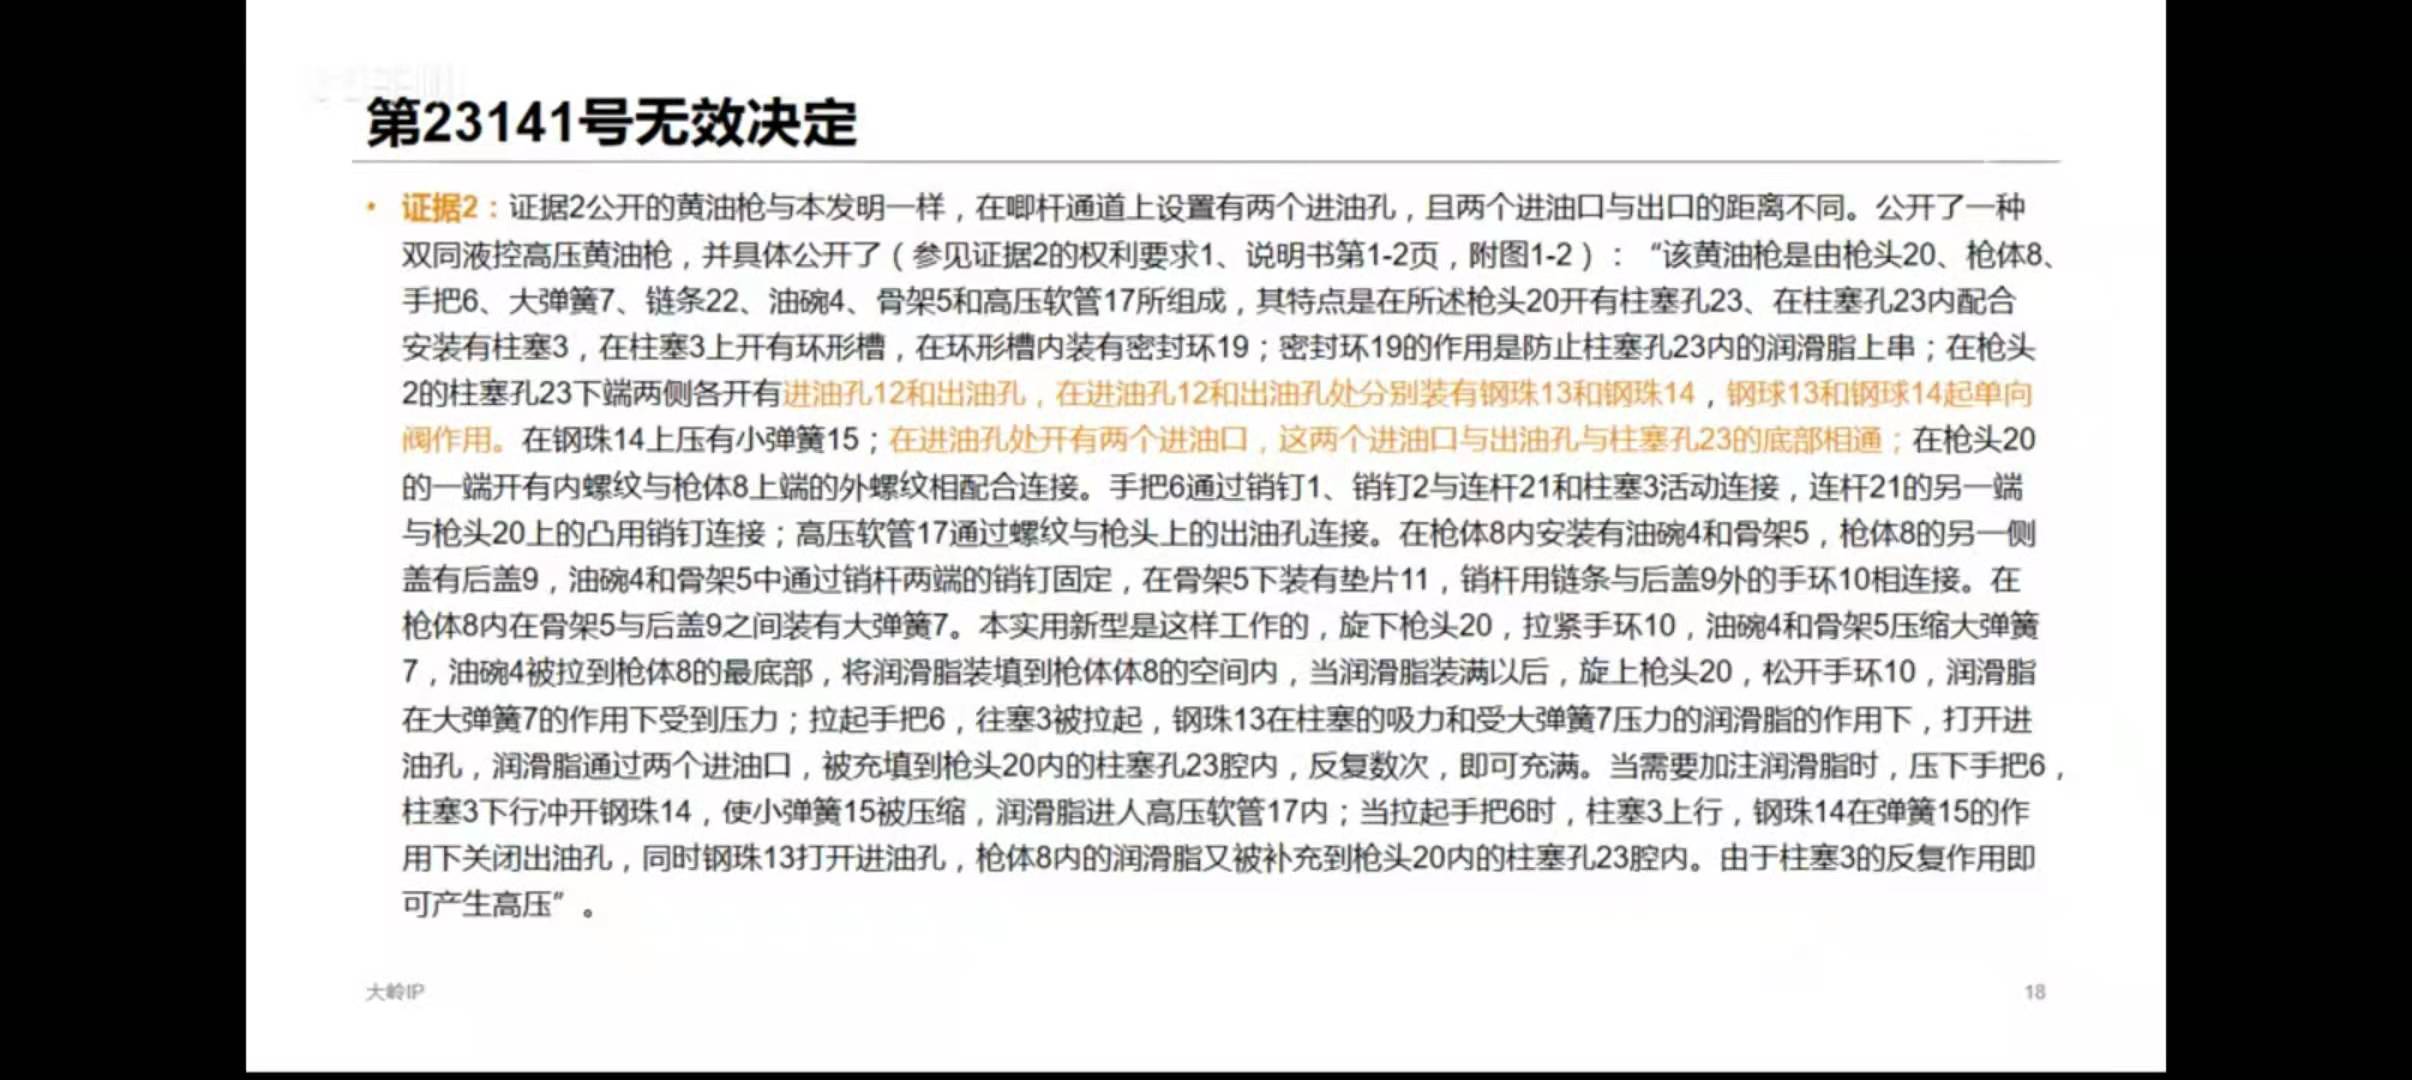 第23141号无效决定
• 证据2：证据2公开的黄油枪与本发明一样，在唧杆通道上设置有两个进油孔，且两个进油口与出口的距离不同。公开了一种
双同液控高压黄油枪，并具体公开了（参见证据2的权利要求1、说明书第1-2页，附图1-2）：“该黄油枪是由枪头20、枪体8、
手把6、大弹簧7、链条22、油碗4、骨架5和高压软管17所组成，其特点是在所述枪头20开有柱塞孔23、在柱塞孔23内配合
安装有柱塞3，在柱塞3上开有环形槽，在环形槽内装有密封环19；密封环19的作用是防止柱塞孔23内的润滑脂上串；在枪头
2的柱塞孔23下端两侧各开有进油孔12和出油孔，在进油孔12和出油孔处分别装有钢珠13和钢珠14，钢球13和钢球14起单向
阀作用。在钢珠14上压有小弹簧15；在进油孔处开有两个进油口，这两个进油口与出油孔与柱塞孔23的底部相通；在枪头20
的一端开有内螺纹与枪体8上端的外螺纹相配合连接。手把6通过销钉1、销钉2与连杆21和柱塞3活动连接，连杆21的另一端
与枪头20上的凸用销钉连接；高压软管17通过螺纹与枪头上的出油孔连接。在枪体8内安装有油碗4和骨架5，枪体8的另一侧
盖有后盖9，油碗4和骨架5中通过销杆两端的销钉固定，在骨架5下装有垫片11，销杆用链条与后盖9外的手环10相连接。在
枪体8内在骨架5与后盖9之间装有大弹簧7。本实用新型是这样工作的，旋下枪头20，拉紧手环10，油碗4和骨架5压缩大弹簧
7，油碗4被拉到枪体8的最底部，将润滑脂装填到枪体体8的空间内，当润滑脂装满以后，旋上枪头20，松开手环10，润滑脂
在大弹簧7的作用下受到压力；拉起手把6，往塞3被拉起，钢珠13在柱塞的吸力和受大弹簧7压力的润滑脂的作用下，打开进
油孔，润滑脂通过两个进油口，被充填到枪头20内的柱塞孔23腔内，反复数次，即可充满。当需要加注润滑脂时，压下手把6，
柱塞3下行冲开钢珠14，使小弹簧15被压缩，润滑脂进人高压软管17内；当拉起手把6时，柱塞3上行，钢珠14在弹簧15的作
用下关闭出油孔，同时钢珠13打开进油孔，枪体8内的润滑脂又被补充到枪头20内的柱塞孔23腔内。由于柱塞3的反复作用即
可产生高压”。
大岭IP
18